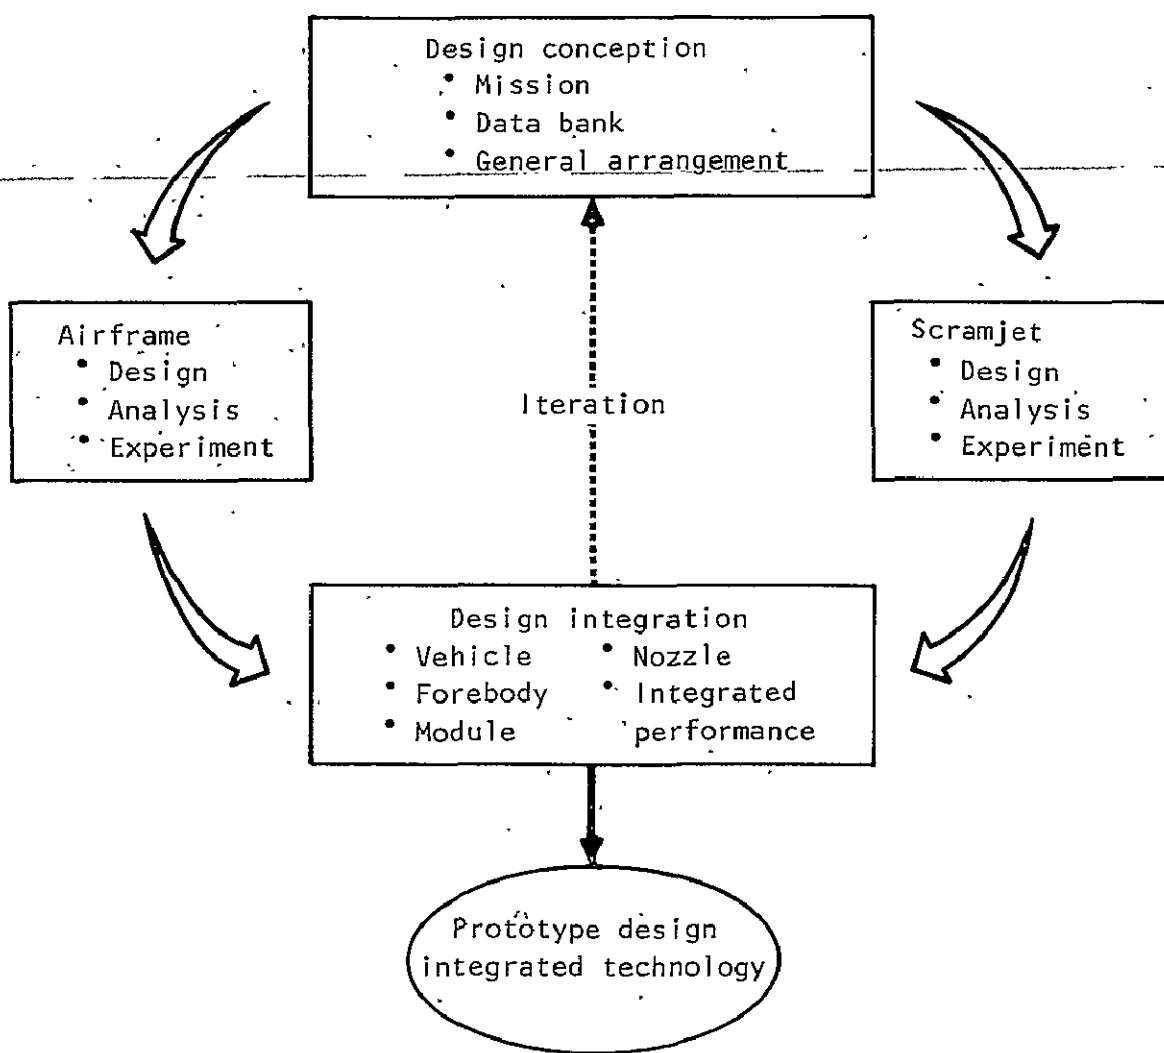 Design conception
• Mission
• Data bank
• General arrangement
Airframe
• Design
• Analysis
• Experiment
Iteration
Scramjet
• Design
• Analysis
• Experiment
Design integration
• Vehicle
• Forebody
• Module
• Nozzle
• Integrated
performance
Prototype design
integrated technology